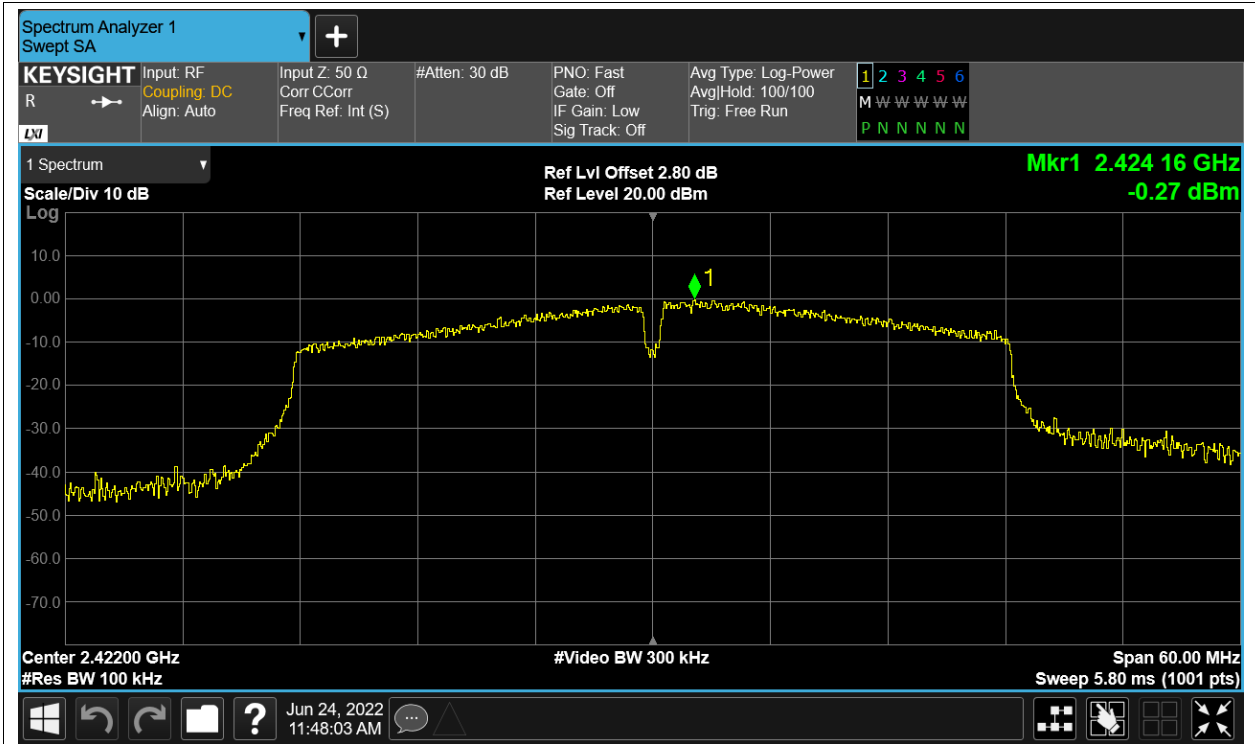 Spectrum Analyzer 1
Swept SA
KEYSIGHT
R
LXI
Input: RF
Coupling: DC
Align: Auto
Input Z: 50 Ω
Corr CCorr
Freq Ref: Int (S)
#Atten: 30 dB
PNO: Fast
Gate: Off
IF Gain: Low
Sig Track: Off
Avg Type: Log-Power
Avg|Hold: 100/100
Trig: Free Run
1 2 3 4 5 6
M W W W W W
P N N N N N
1 Spectrum
Scale/Div 10 dB
Log
Ref Lvl Offset 2.80 dB
Ref Level 20.00 dBm
Mkr1 2.424 16 GHz
-0.27 dBm
1
10.0
0.00
-10.0
-20.0
-30.0
-40.0
-50.0
-60.0
-70.0
Center 2.42200 GHz
#Video BW 300 kHz
Span 60.00 MHz
#Res BW 100 kHz
Sweep 5.80 ms (1001 pts)
?
Jun 24, 2022
11:48:03 AM